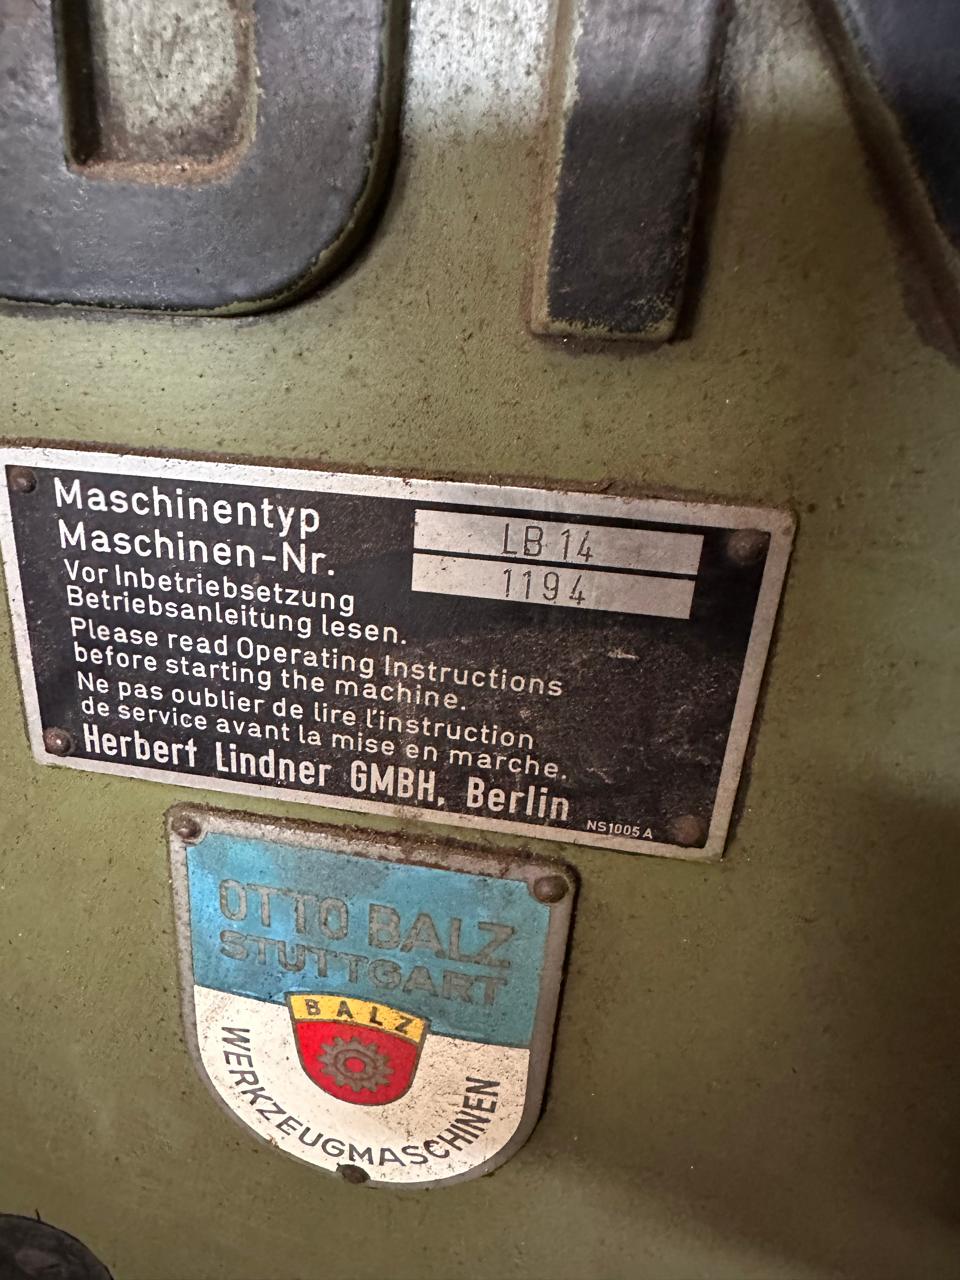 Maschinentyp LB 14
Maschinen-Nr. 1194
Vor Inbetriebsetzung
Betriebsanleitung lesen.
Please read Operating Instructions
before starting the machine.
Ne pas oublier de lire l'instruction
de service avant la mise en marche.
Herbert Lindner GMBH, Berlin
NS1005A
OTTO BALZ
STUTTGART
BALZ
WERKZEUGMASCHINEN